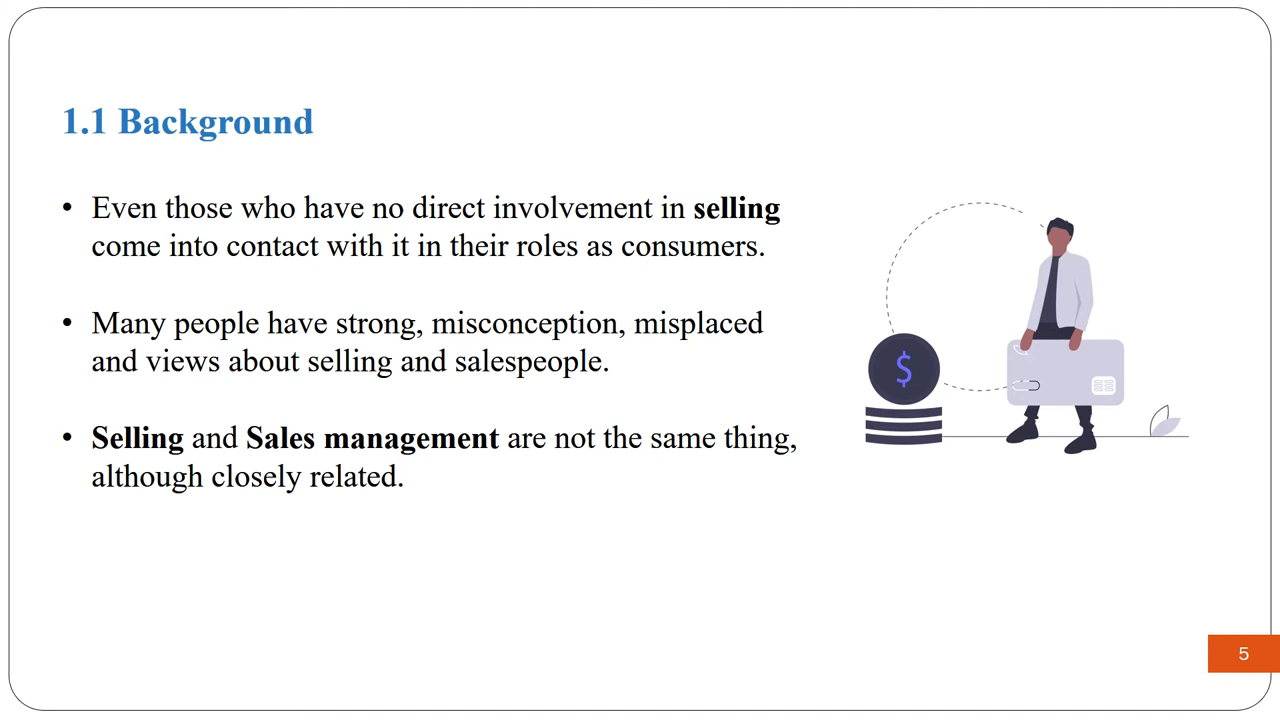 1.1 Background
• Even those who have no direct involvement in selling
come into contact with it in their roles as consumers.
• Many people have strong, misconception, misplaced
and views about selling and salespeople.
• Selling and Sales management are not the same thing,
although closely related.
$
5